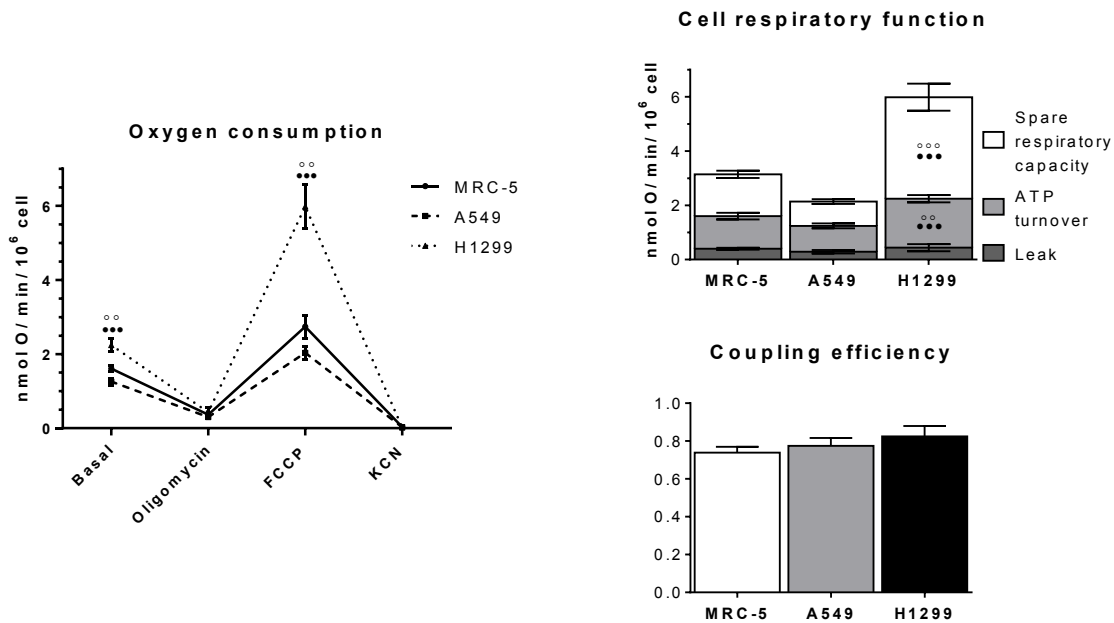 Oxygen consumption
nmol O/min/10⁶ cell
6
4
2
0
Basal
Oligomycin
FCCP
KCN
○○
●●●
○○
●●●
MRC-5
A549
H1299
Cell respiratory function
nmol O/min/10⁶ cell
6
4
2
0
○○○
●●●
○○
●●●
MRC-5
A549
H1299
Spare
respiratory
capacity
ATP
turnover
Leak
Coupling efficiency
1.0
0.8
0.6
0.4
0.2
0.0
MRC-5
A549
H1299